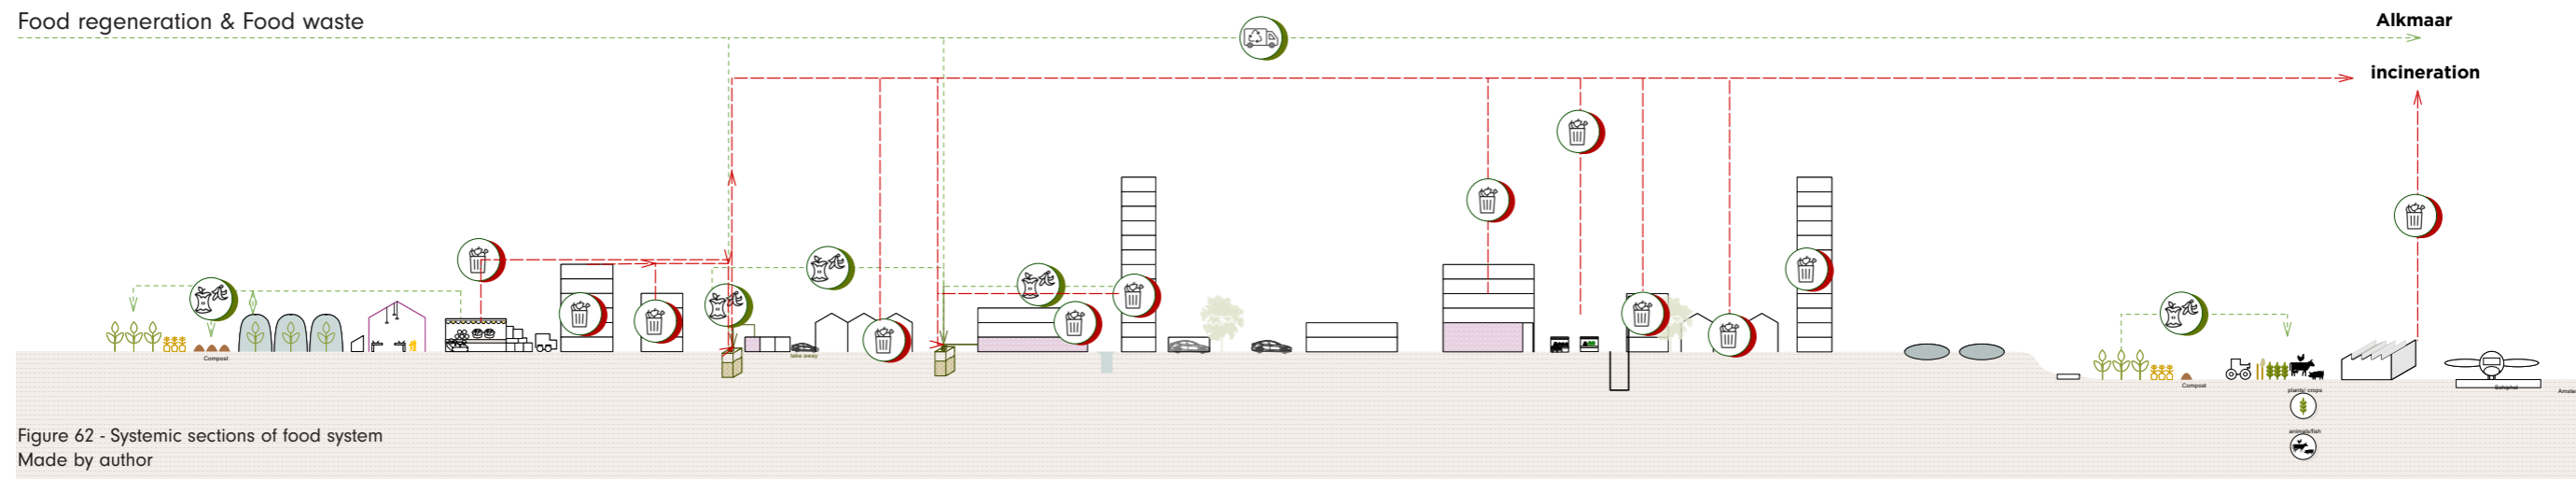 Food regeneration & Food waste
Alkmaar
incineration
Compost
take away
Compost
plants/ crops
Schiphol
animals/fish
Figure 62 - Systemic sections of food system
Made by author